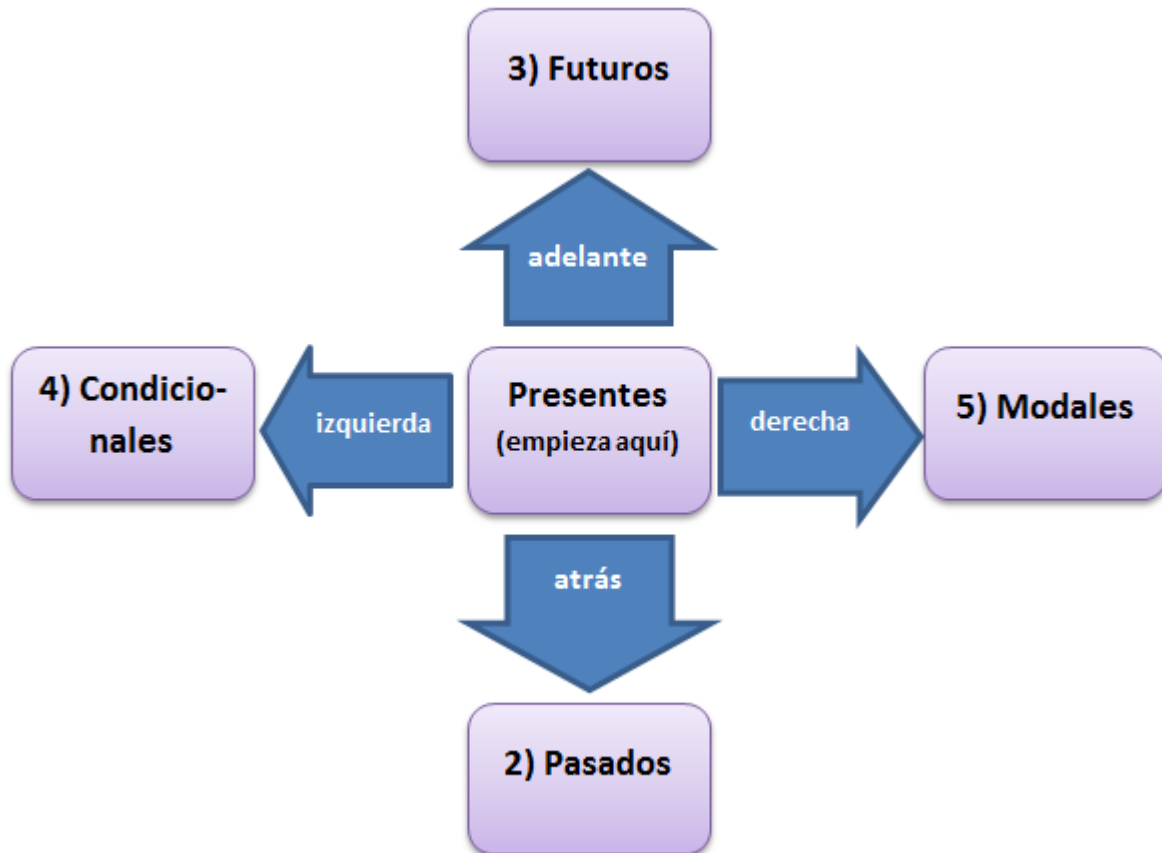 3) Futuros
adelante
4) Condicio-
nales
izquierda
Presentes
(empieza aquí)
derecha
5) Modales
atrás
2) Pasados